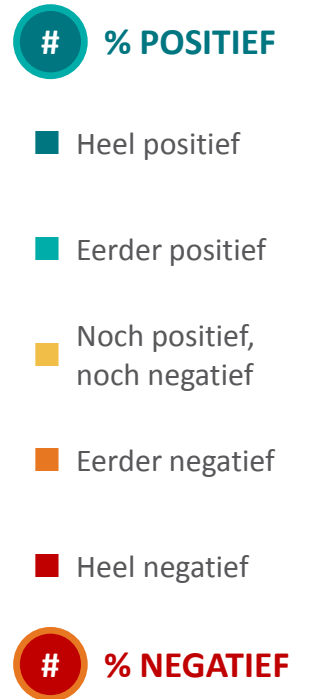 # % POSITIEF
Heel positief
Eerder positief
Noch positief,
noch negatief
Eerder negatief
Heel negatief
# % NEGATIEF